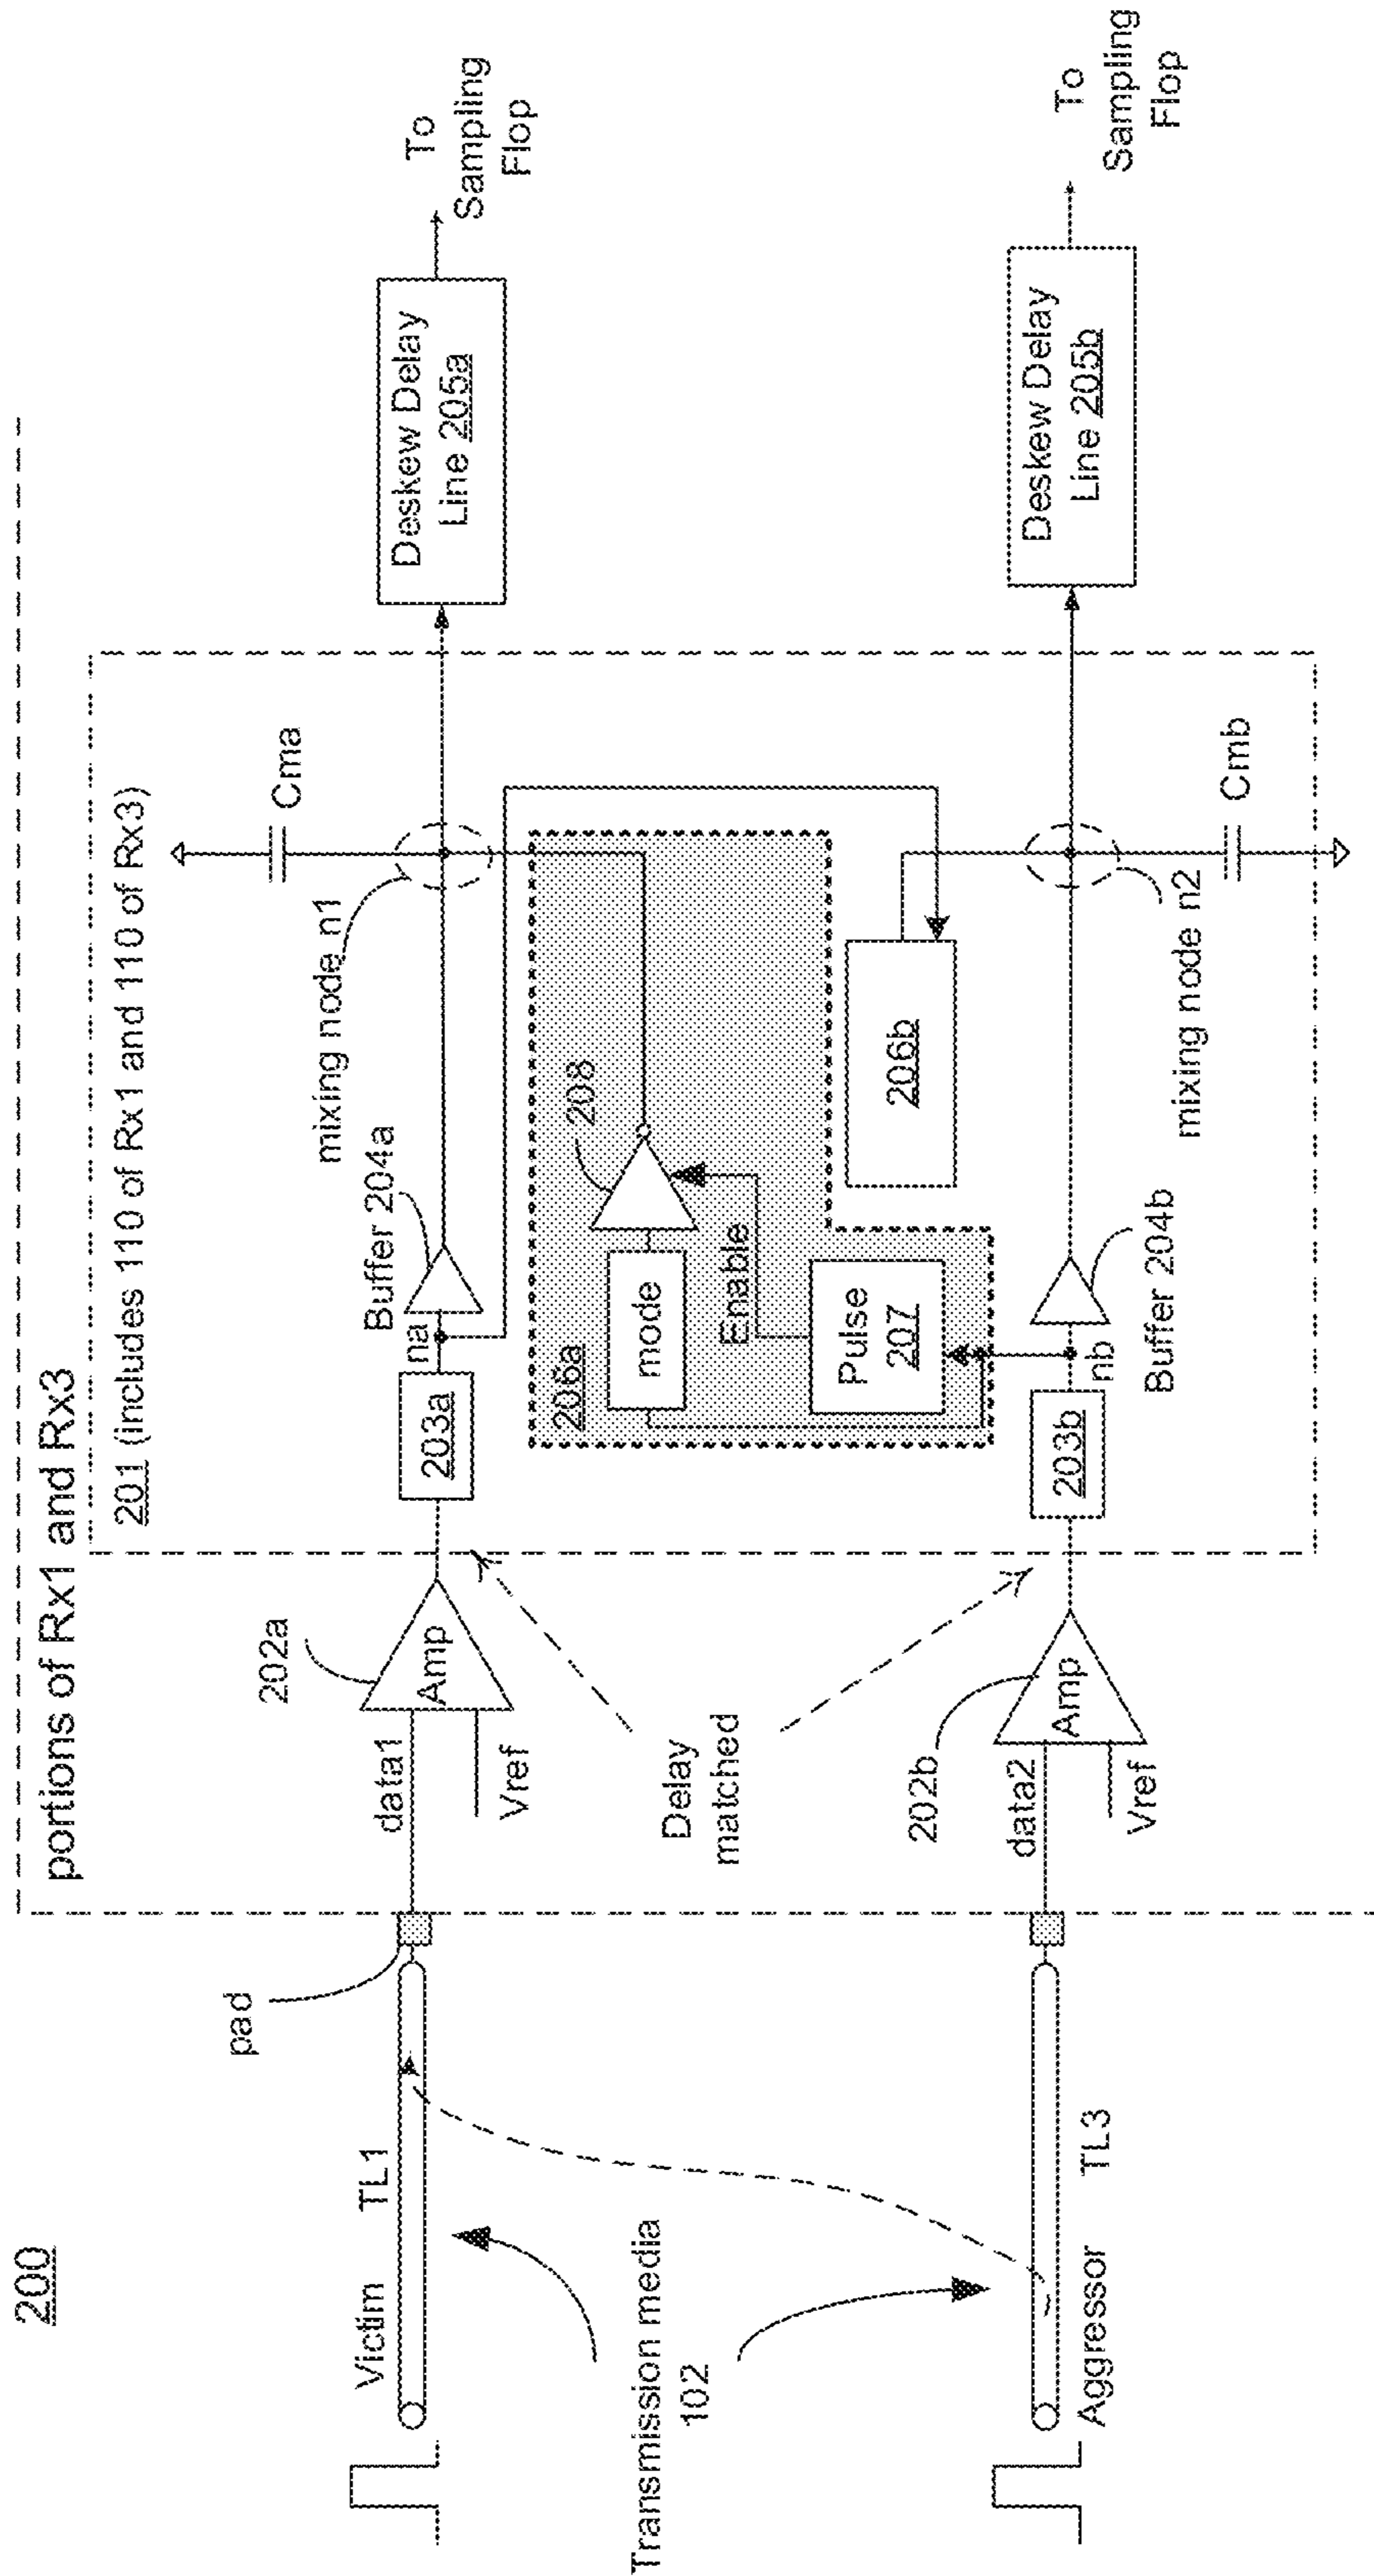 200
portions of Rx1 and Rx3
201 (includes 110 of Rx1 and 110 of Rx3)
pad
Victim TL1
data1
Vref
202a
Amp
203a
na
Buffer 204a
mixing node n1
Cma
Deskew Delay
Line 205a
To
Sampling
Flop
Transmission media
102
Delay
matched
206a
mode
208
Enable
Pulse
207
206b
Aggressor TL3
data2
Vref
202b
Amp
203b
nb
Buffer 204b
mixing node n2
Cmb
Deskew Delay
Line 205b
To
Sampling
Flop